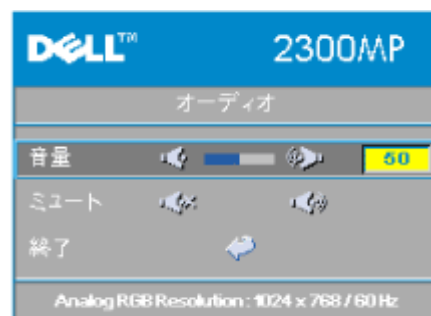 DELL™ 2300MP
オーディオ
音量 50
ミュート
終了
Analog RGB Resolution : 1024 x 768 / 60 Hz